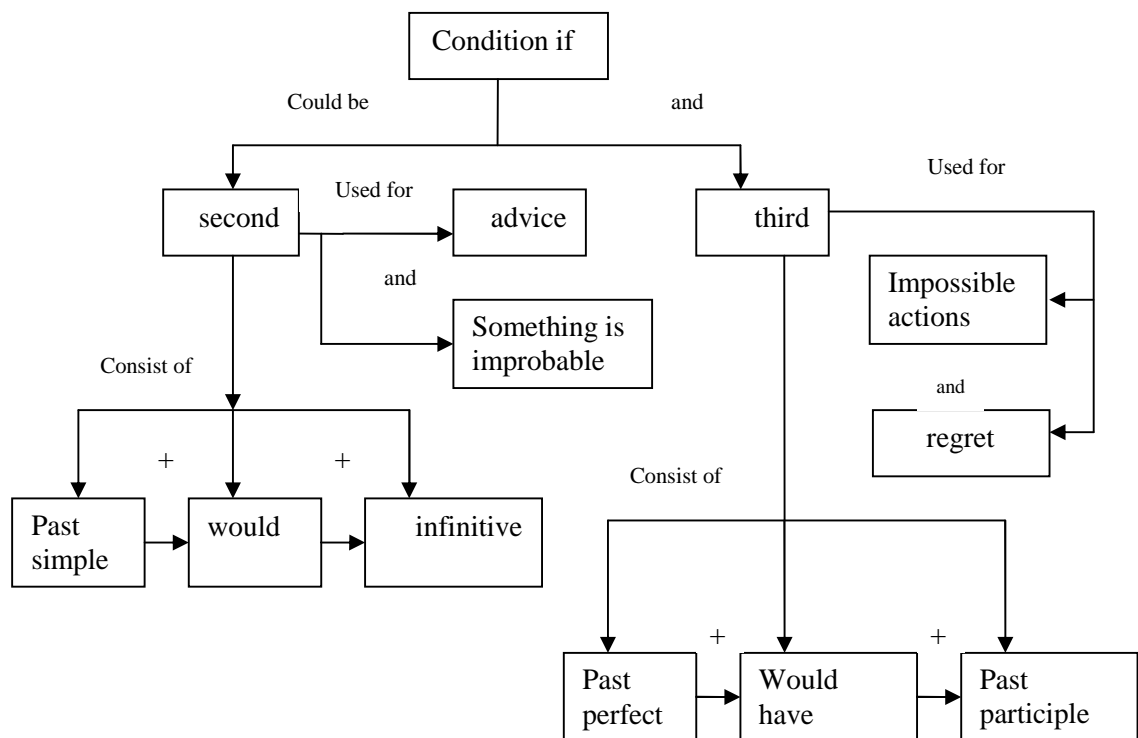 Condition if
Could be
and
Used for
Used for
second
advice
third
and
Impossible
actions
Something is
improbable
Consist of
and
regret
+
+
Consist of
Past
simple
would
infinitive
+
+
Past
perfect
Would
have
Past
participle